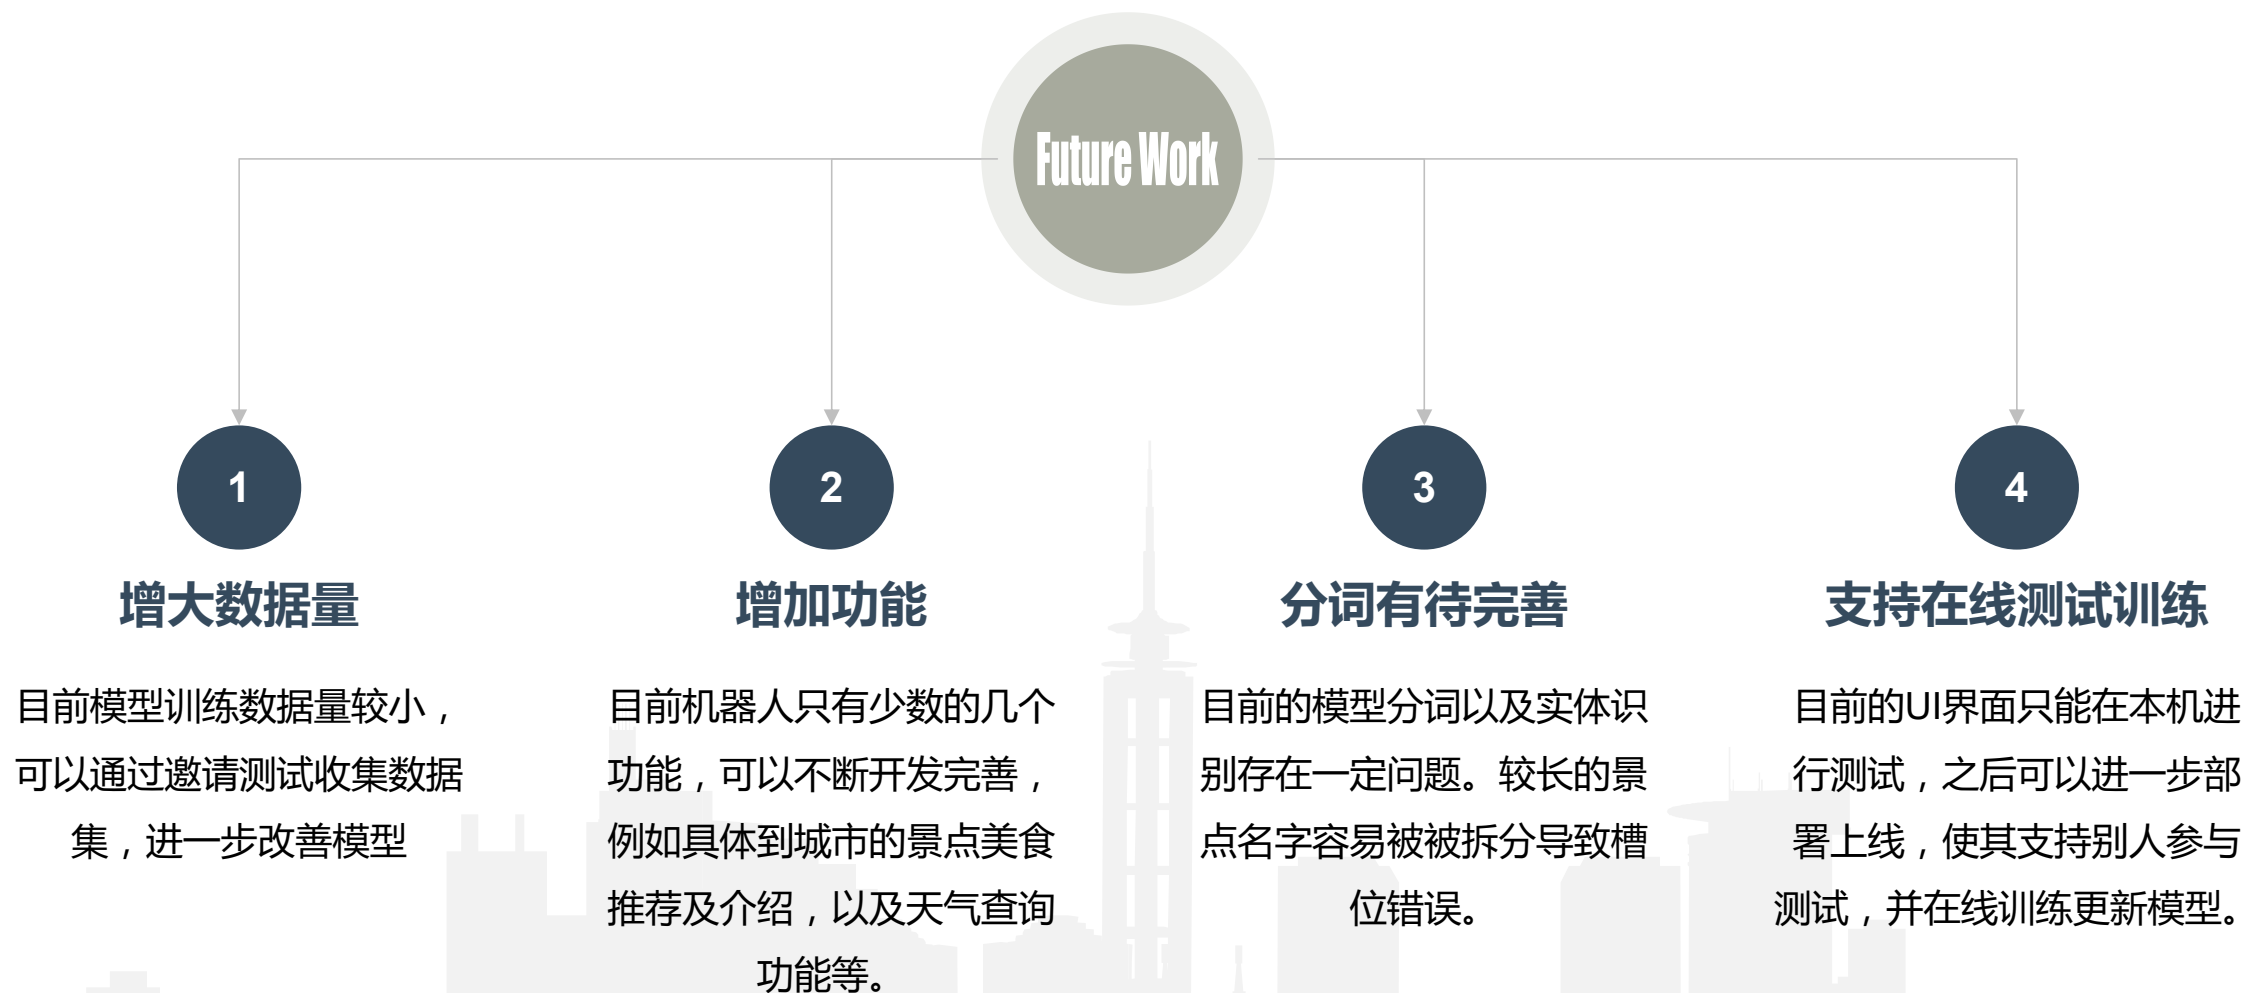 Future Work
1
增大数据量
目前模型训练数据量较小，
可以通过邀请测试收集数据
集，进一步改善模型
2
增加功能
目前机器人只有少数的几个
功能，可以不断开发完善，
例如具体到城市的景点美食
推荐及介绍，以及天气查询
功能等。
3
分词有待完善
目前的模型分词以及实体识
别存在一定问题。较长的景
点名字容易被被拆分导致槽
位错误。
4
支持在线测试训练
目前的UI界面只能在本机进
行测试，之后可以进一步部
署上线，使其支持别人参与
测试，并在线训练更新模型。